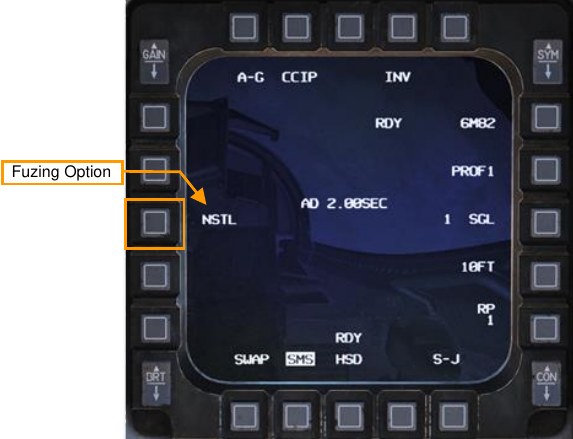 GAIN
SYM
A-G CCIP INV
RDY 6M82
Fuzing Option
PROF1
AD 2.00SEC
NSTL
1 SGL
10FT
RP
1
RDY
SWAP SMS HSD S-J
BRT
CON